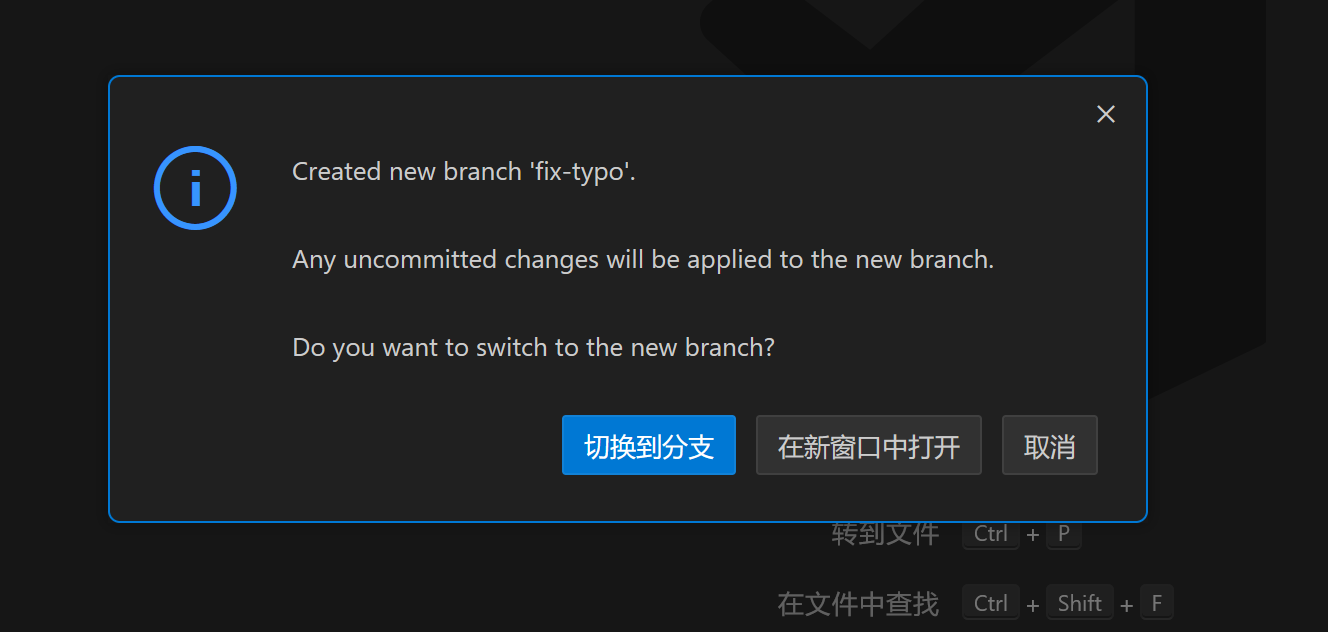 Created new branch 'fix-typo'.
Any uncommitted changes will be applied to the new branch.
Do you want to switch to the new branch?
切换到分支 在新窗口中打开 取消
转到文件 Ctrl + P
在文件中查找 Ctrl + Shift + F